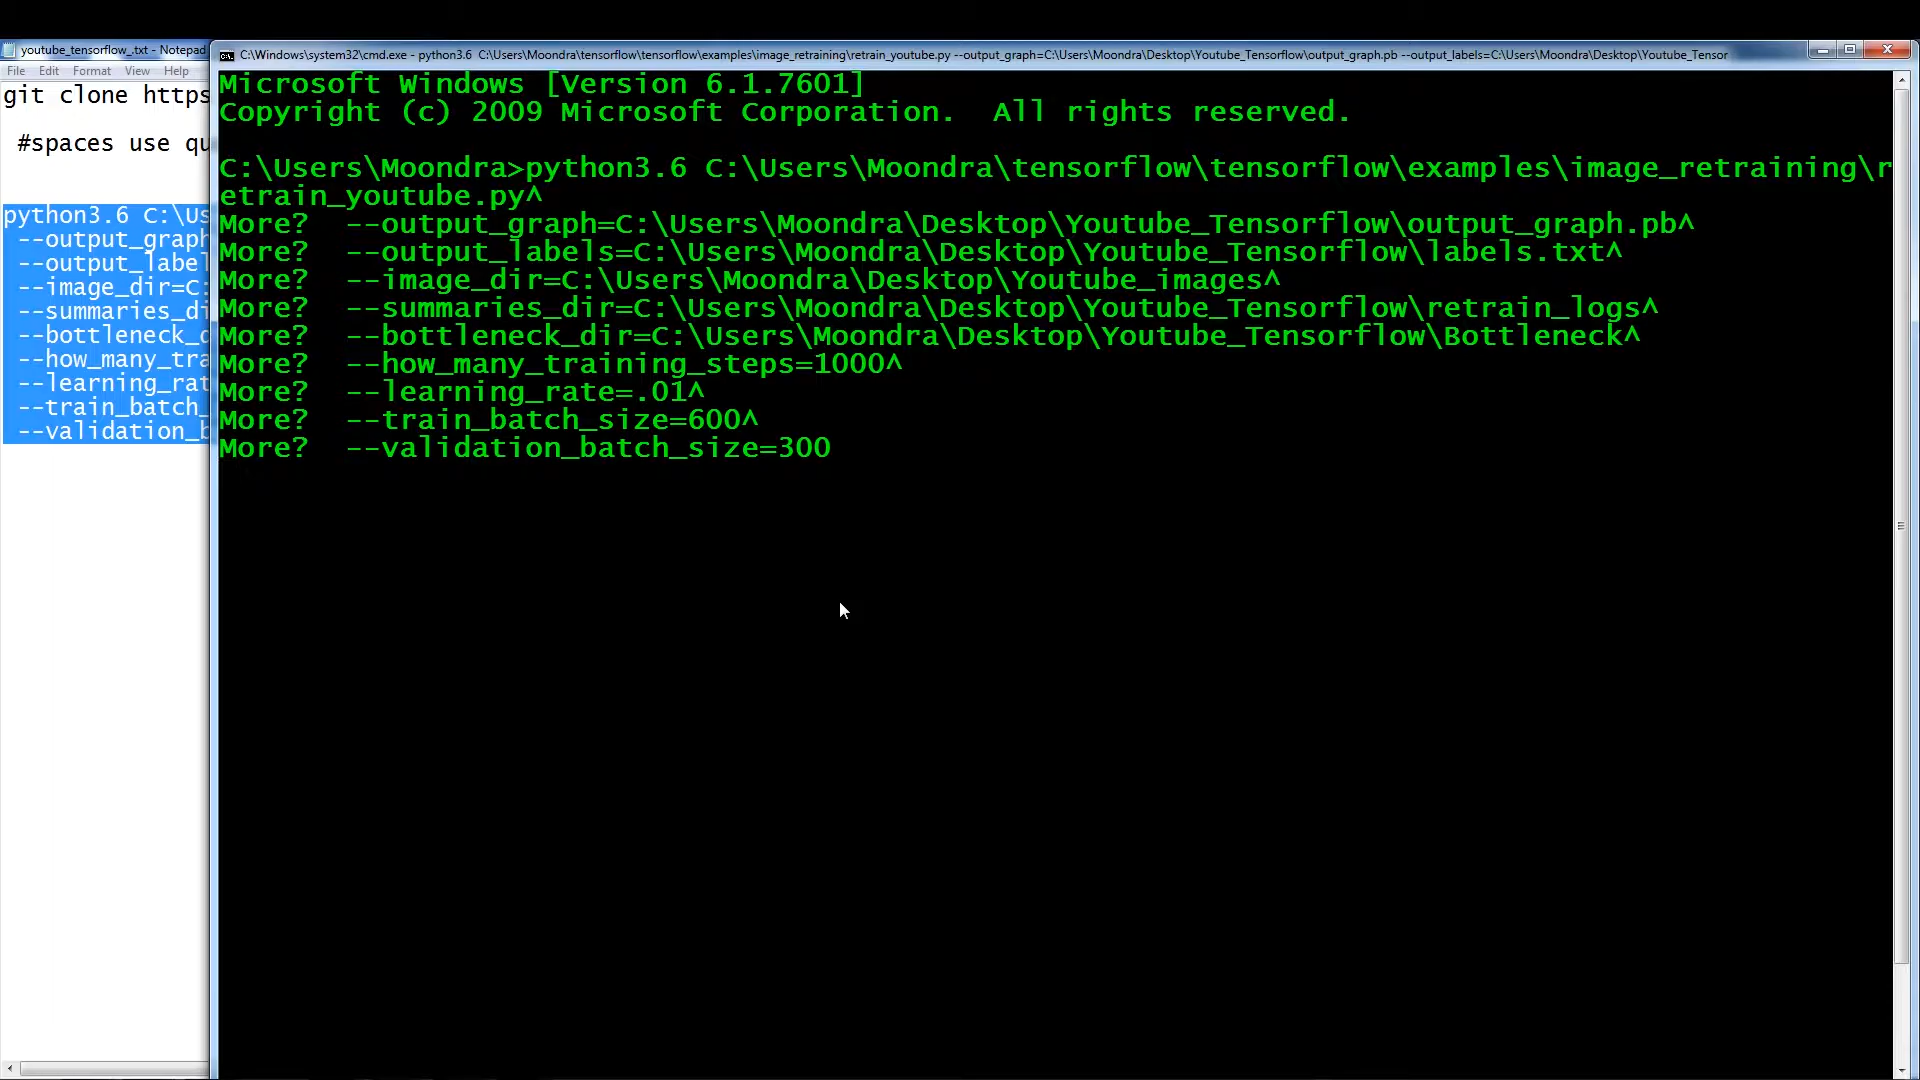 youtube_tensorflow_.txt - Notepad
File Edit Format View Help
git clone https
#spaces use qu
python3.6 C:\Us
--output_graph
--output_label
--image_dir=C:
--summaries_di
--bottleneck_d
--how_many_tra
--learning_rat
--train_batch_
--validation_b
C:\Windows\system32\cmd.exe - python3.6 C:\Users\Moondra\tensorflow\tensorflow\examples\image_retraining\retrain_youtube.py --output_graph=C:\Users\Moondra\Desktop\Youtube_Tensorflow\output_graph.pb --output_labels=C:\Users\Moondra\Desktop\Youtube_Tensor
Microsoft Windows [Version 6.1.7601]
Copyright (c) 2009 Microsoft Corporation.  All rights reserved.
C:\Users\Moondra>python3.6 C:\Users\Moondra\tensorflow\tensorflow\examples\image_retraining\r
etrain_youtube.py^
More?  --output_graph=C:\Users\Moondra\Desktop\Youtube_Tensorflow\output_graph.pb^
More?  --output_labels=C:\Users\Moondra\Desktop\Youtube_Tensorflow\labels.txt^
More?  --image_dir=C:\Users\Moondra\Desktop\Youtube_images^
More?  --summaries_dir=C:\Users\Moondra\Desktop\Youtube_Tensorflow\retrain_logs^
More?  --bottleneck_dir=C:\Users\Moondra\Desktop\Youtube_Tensorflow\Bottleneck^
More?  --how_many_training_steps=1000^
More?  --learning_rate=.01^
More?  --train_batch_size=600^
More?  --validation_batch_size=300